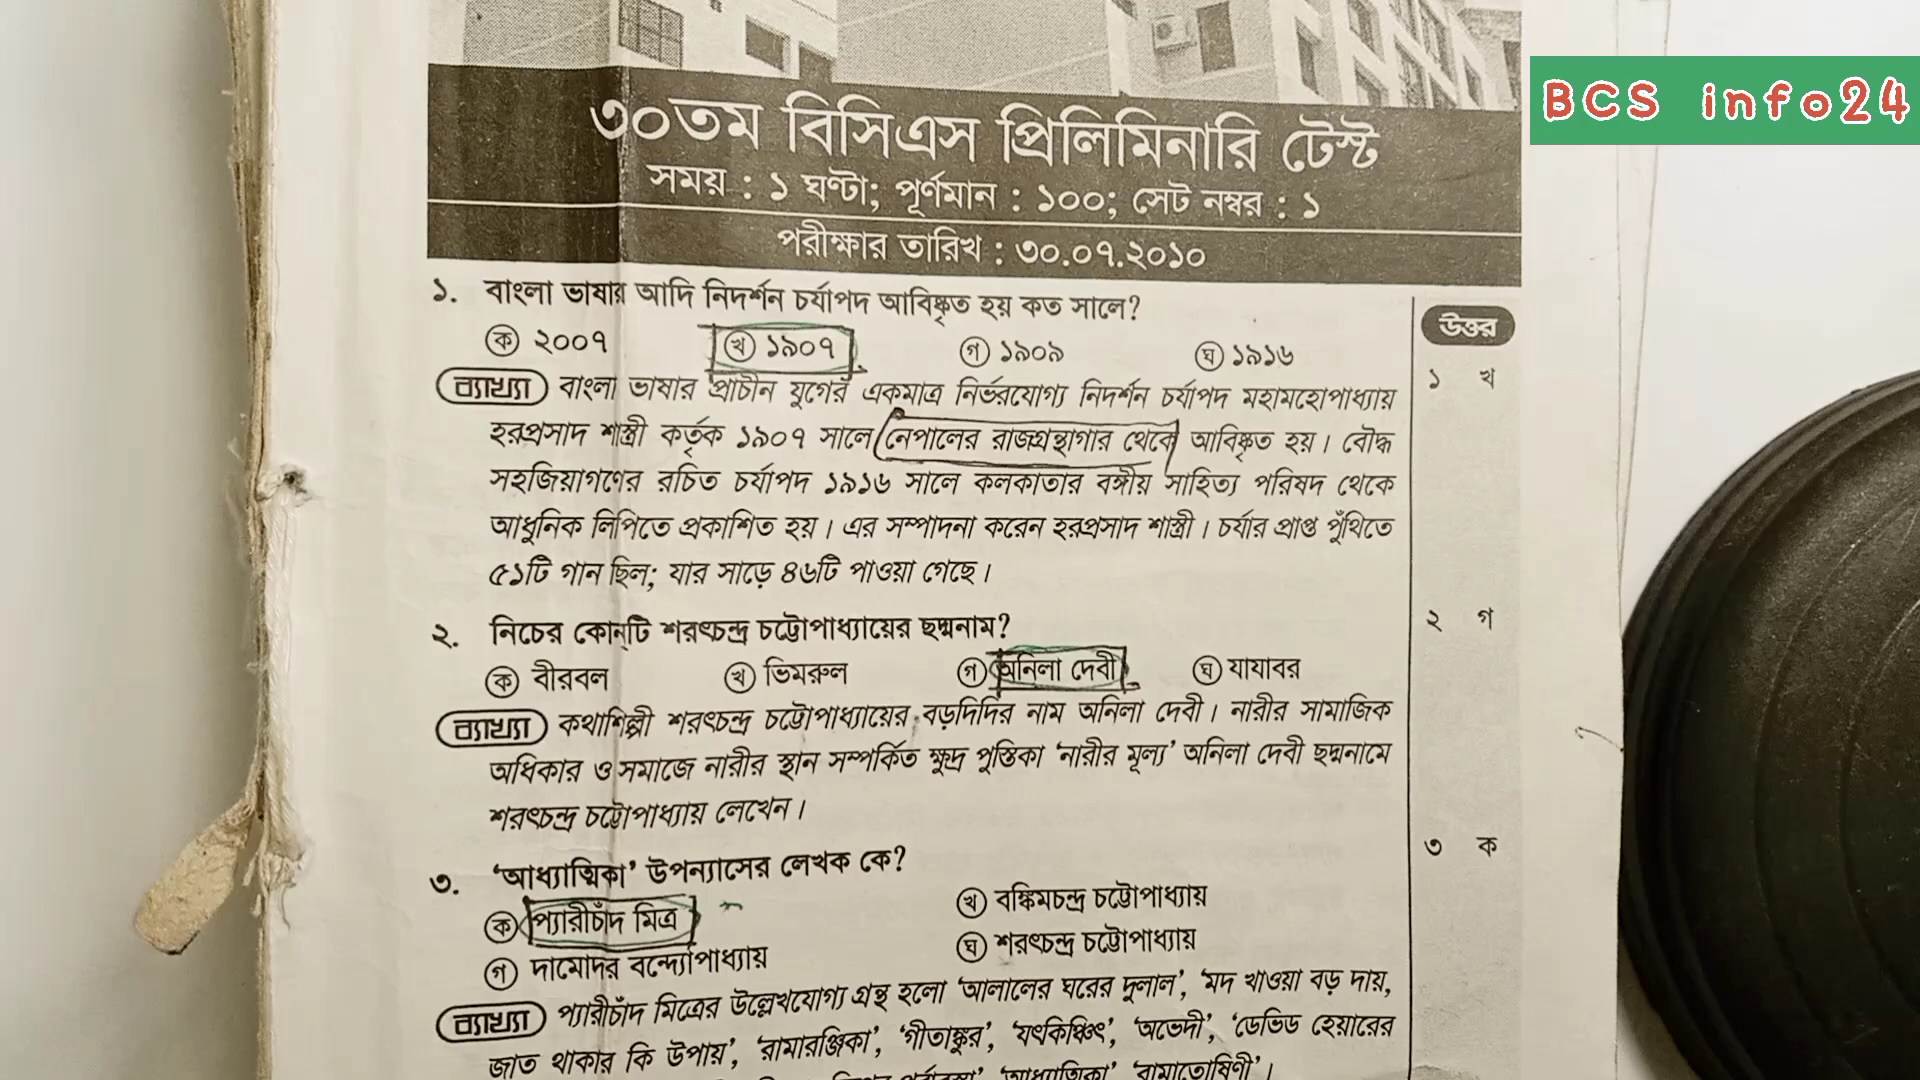 BCS info24
৩০তম বিসিএস প্রিলিমিনারি টেস্ট
সময় : ১ ঘণ্টা; পূর্ণমান : ১০০; সেট নম্বর : ১
পরীক্ষার তারিখ : ৩০.০৭.২০১০
১. বাংলা ভাষার আদি নিদর্শন চর্যাপদ আবিষ্কৃত হয় কত সালে?
উত্তর
ক ২০০৭ খ ১৯০৭ গ ১৯০৯ ঘ ১৯১৬
১ খ
ব্যাখ্যা বাংলা ভাষার প্রাচীন যুগের একমাত্র নির্ভরযোগ্য নিদর্শন চর্যাপদ মহামহোপাধ্যায়
হরপ্রসাদ শাস্ত্রী কর্তৃক ১৯০৭ সালে নেপালের রাজগ্রন্থাগার থেকে আবিষ্কৃত হয়। বৌদ্ধ
সহজিয়াগণের রচিত চর্যাপদ ১৯১৬ সালে কলকাতার বঙ্গীয় সাহিত্য পরিষদ থেকে
আধুনিক লিপিতে প্রকাশিত হয়। এর সম্পাদনা করেন হরপ্রসাদ শাস্ত্রী। চর্যার প্রাপ্ত পুঁথিতে
৫১টি গান ছিল; যার সাড়ে ৪৬টি পাওয়া গেছে।
২. নিচের কোন্‌টি শরৎচন্দ্র চট্টোপাধ্যায়ের ছদ্মনাম?
২ গ
ক বীরবল খ ভিমরুল গ অনিলা দেবী ঘ যাযাবর
ব্যাখ্যা কথাশিল্পী শরৎচন্দ্র চট্টোপাধ্যায়ের বড়দিদির নাম অনিলা দেবী। নারীর সামাজিক
অধিকার ও সমাজে নারীর স্থান সম্পর্কিত ক্ষুদ্র পুস্তিকা ‘নারীর মূল্য’ অনিলা দেবী ছদ্মনামে
শরৎচন্দ্র চট্টোপাধ্যায় লেখেন।
৩. ‘আধ্যাত্মিকা’ উপন্যাসের লেখক কে?
৩ ক
ক প্যারীচাঁদ মিত্র খ বঙ্কিমচন্দ্র চট্টোপাধ্যায়
গ দামোদর বন্দ্যোপাধ্যায় ঘ শরৎচন্দ্র চট্টোপাধ্যায়
ব্যাখ্যা প্যারীচাঁদ মিত্রের উল্লেখযোগ্য গ্রন্থ হলো ‘আলালের ঘরের দুলাল’, ‘মদ খাওয়া বড় দায়,
জাত থাকার কি উপায়’, ‘রামারঞ্জিকা’, ‘গীতাঙ্কুর’, ‘যৎকিঞ্চিৎ’, ‘অভেদী’, ‘ডেভিড হেয়ারের
‘আধ্যাত্মিকা’ ‘বামাতোষিণী’।